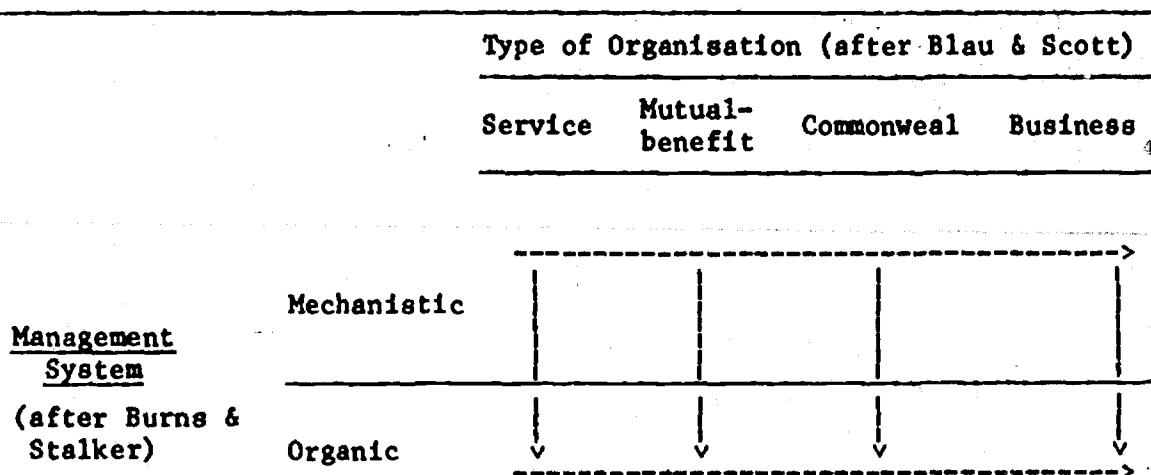 Type of Organisation (after Blau & Scott)
Service Mutual- Commonweal Business
benefit
Mechanistic
Management
System
(after Burns &
Stalker)
Organic